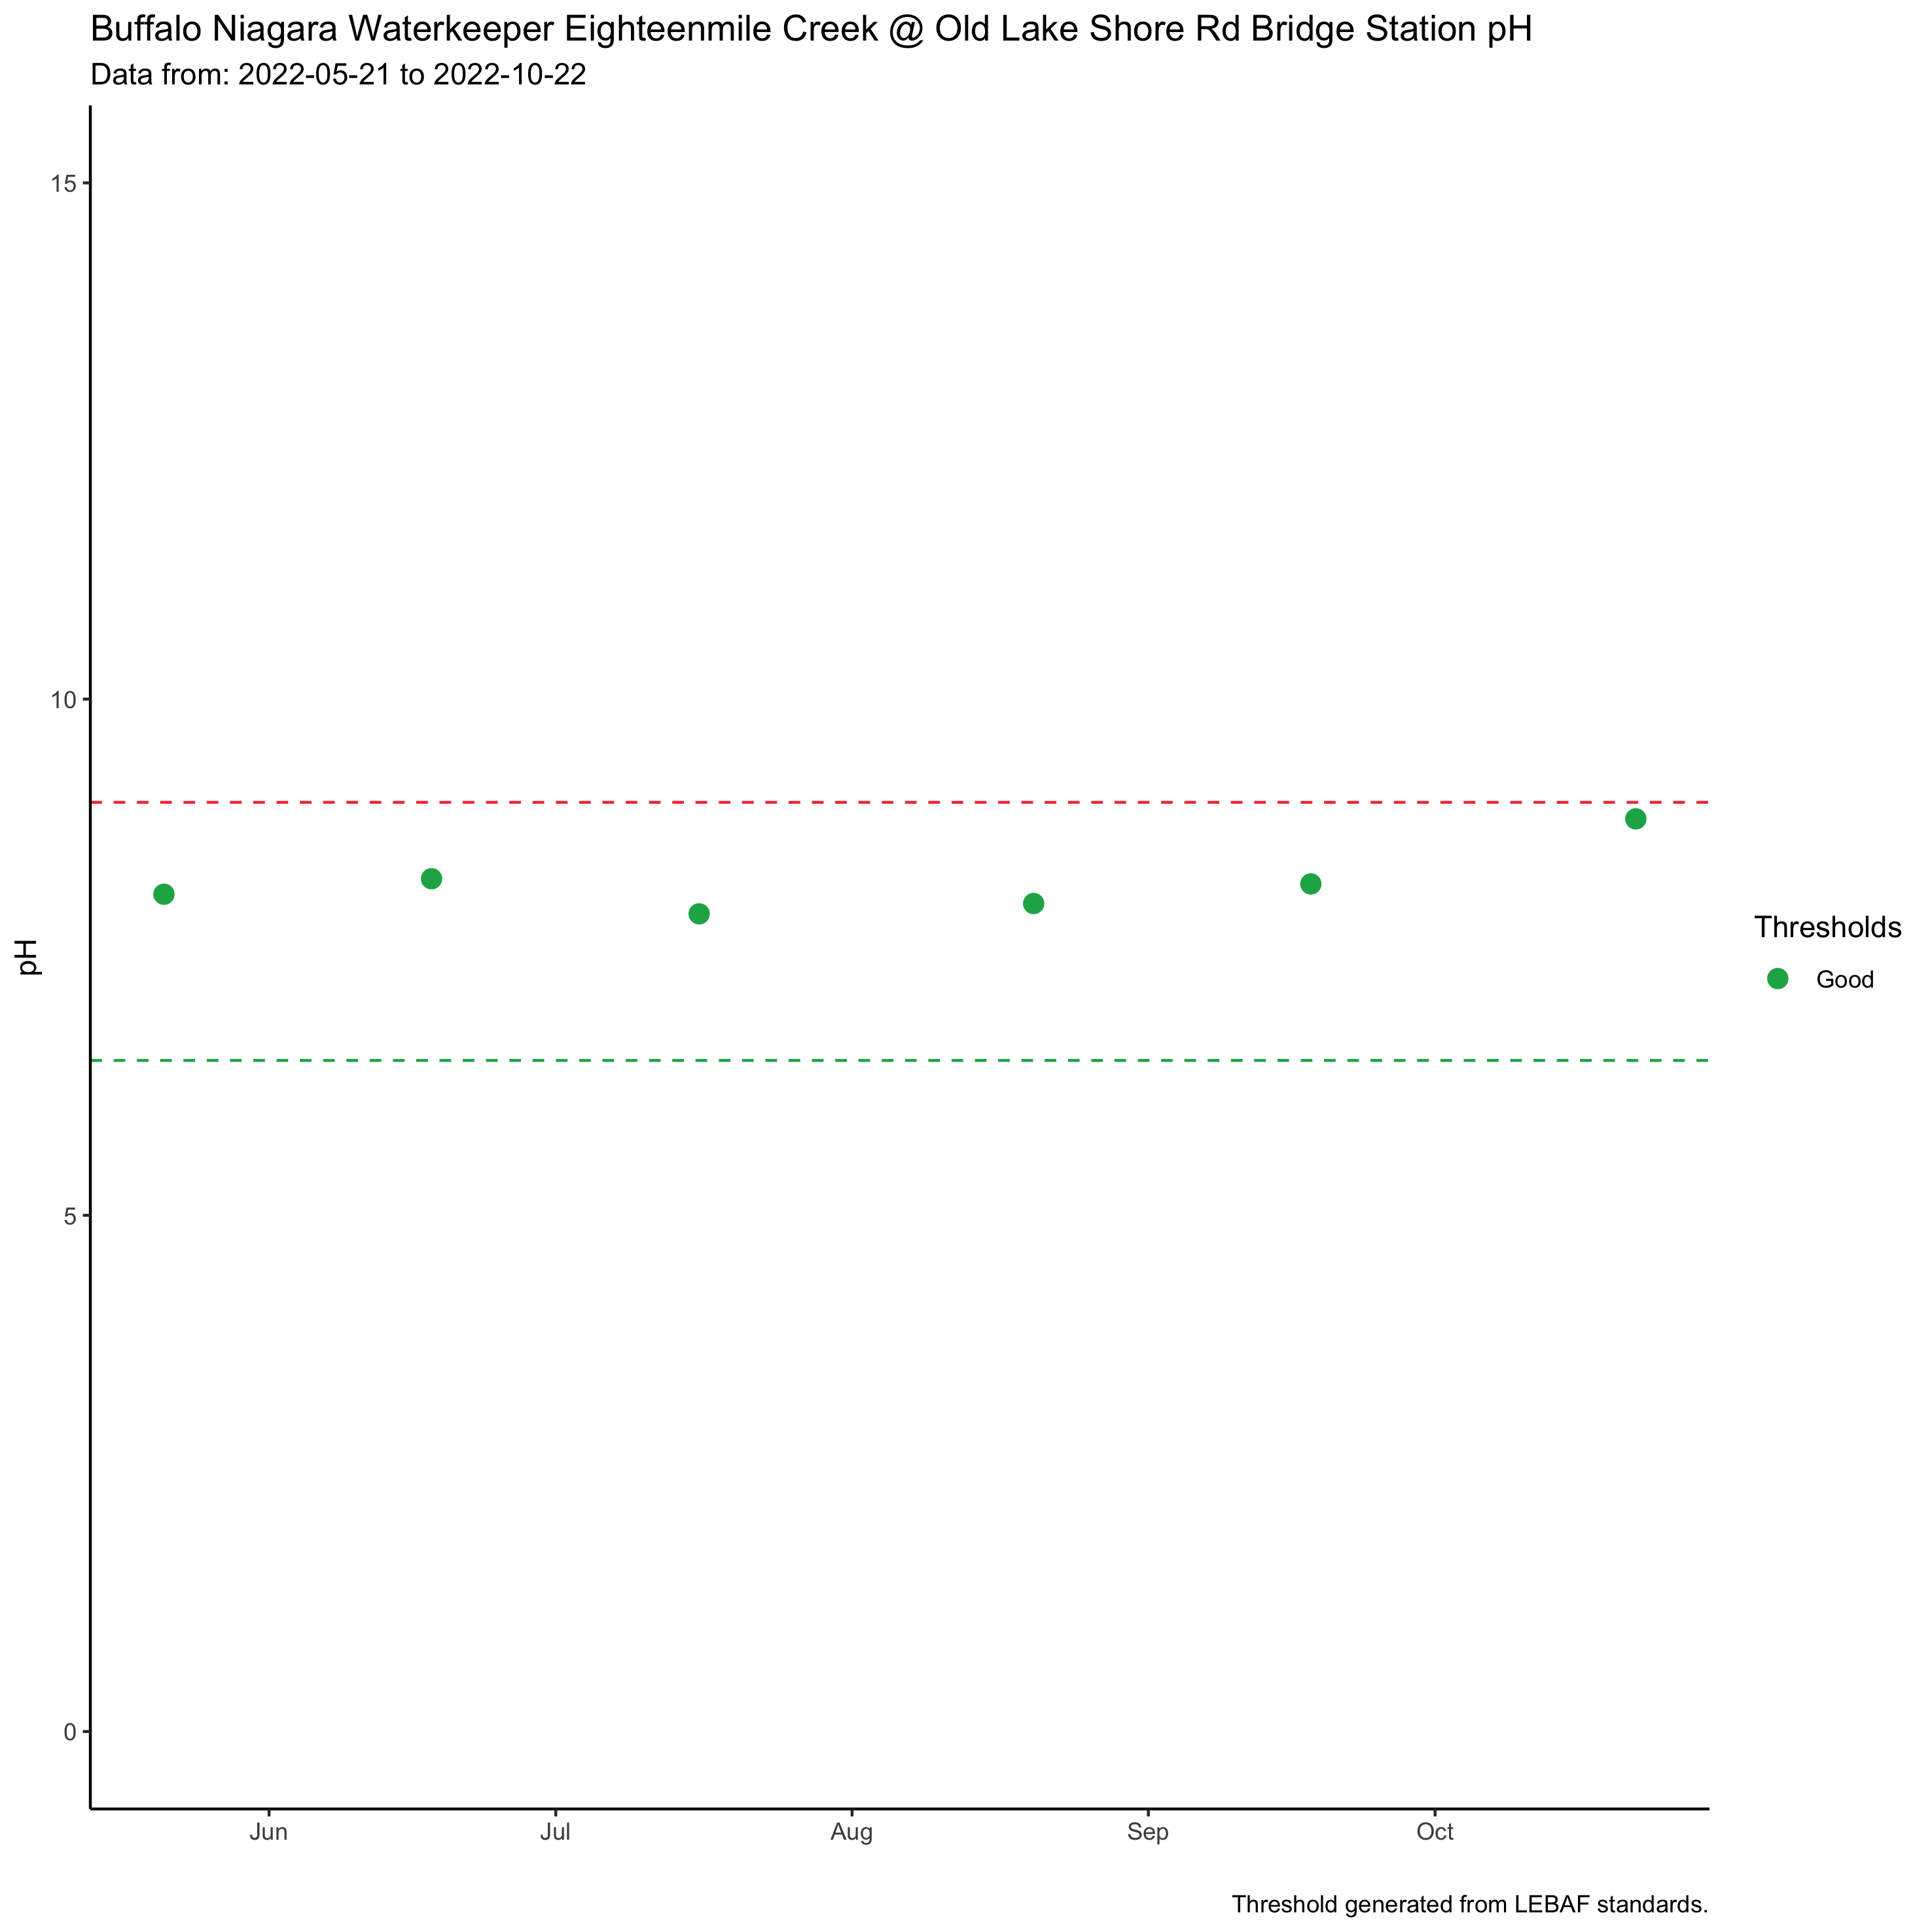 Buffalo Niagara Waterkeeper Eighteenmile Creek @ Old Lake Shore Rd Bridge Station pH
Data from: 2022-05-21 to 2022-10-22
15
10
5
0
pH
Jun Jul Aug Sep Oct
Thresholds
Good
Threshold generated from LEBAF standards.